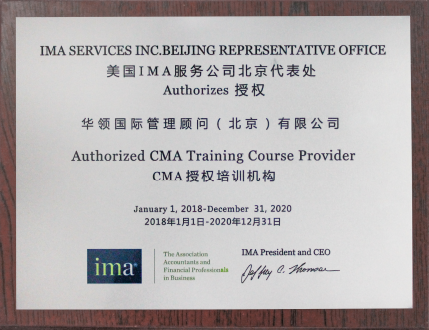 IMA SERVICES INC.BEIJING REPRESENTATIVE OFFICE
美国IMA服务公司北京代表处
Authorizes 授权
华领国际管理顾问(北京)有限公司
Authorized CMA Training Course Provider
CMA授权培训机构
January 1, 2018-December 31, 2020
2018年1月1日-2020年12月31日
ima®
The Association
Accountants and
Financial Professionals
in Business
IMA President and CEO
Jeffrey C. Thomson